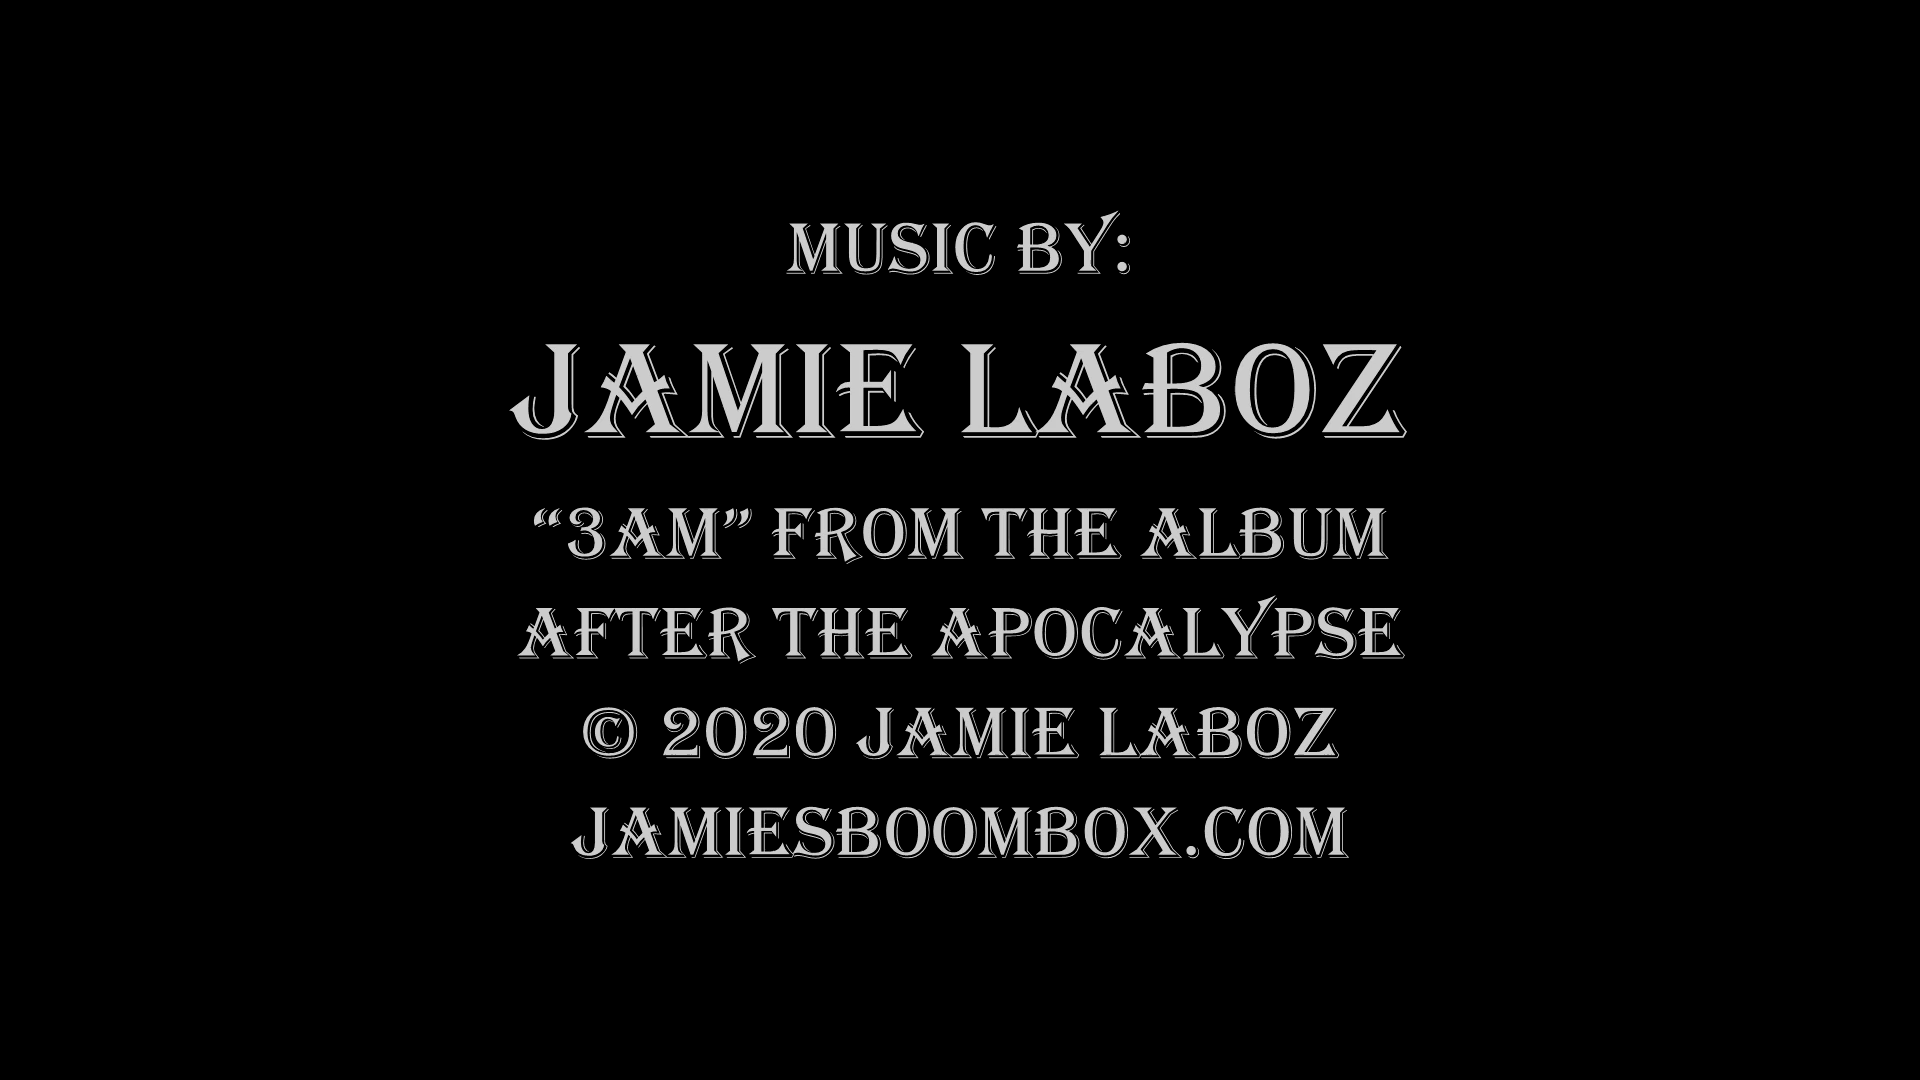 MUSIC BY:
JAMIE LABOZ
“3AM” FROM THE ALBUM
AFTER THE APOCALYPSE
© 2020 JAMIE LABOZ
JAMIESBOOMBOX.COM